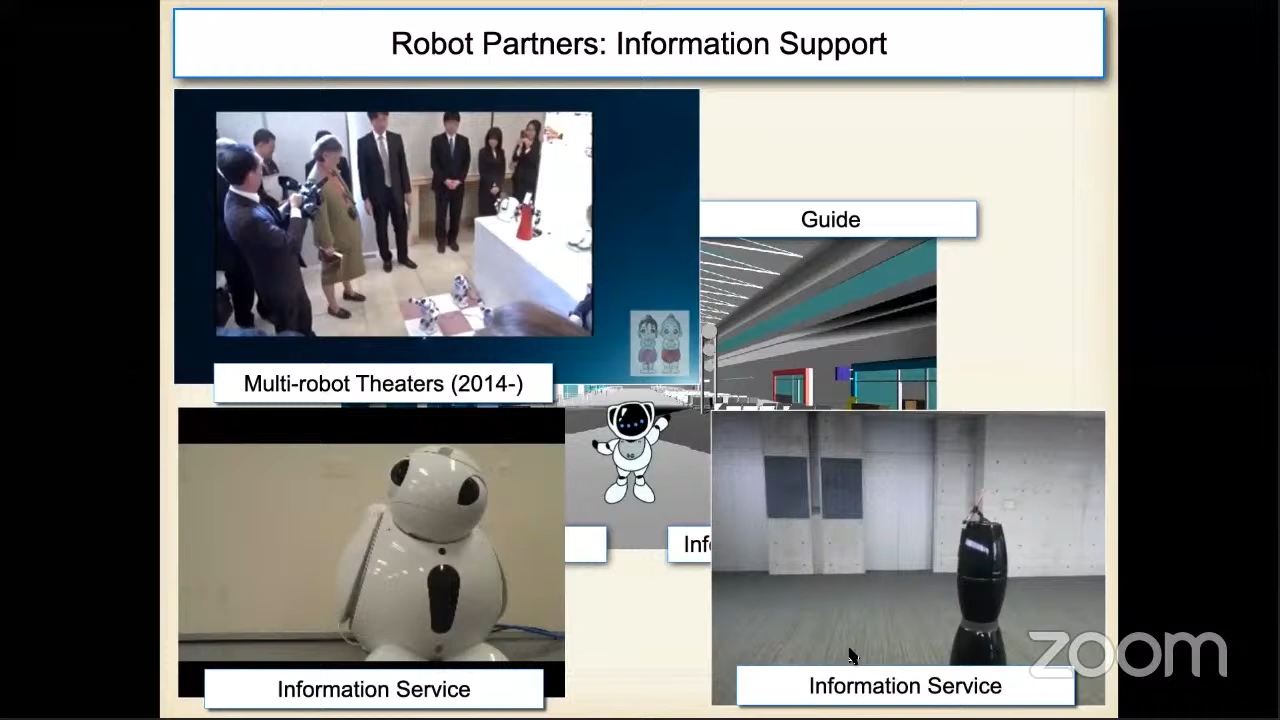 Robot Partners: Information Support
Guide
Multi-robot Theaters (2014-)
Inf
Information Service
Information Service
zoom